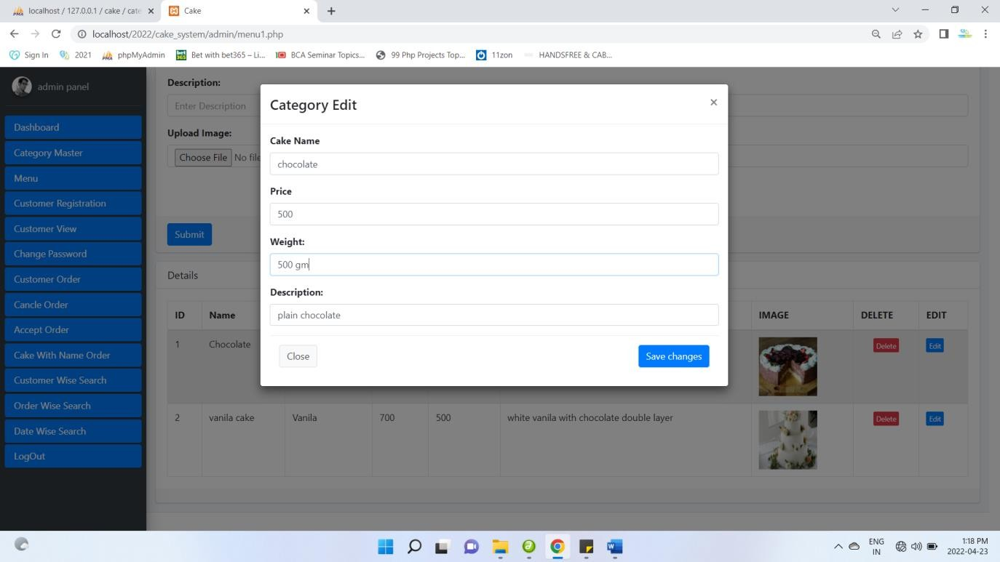 localhost / 127.0.0.1 / cake / cate
Cake
localhost/2022/cake_system/admin/menu1.php
Sign In
2021
phpMyAdmin
bet365
Bet with bet365 – Li...
BCA Seminar Topics...
99 Php Projects Top...
11zon
HANDSFREE & CAB...
admin panel
Dashboard
Category Master
Menu
Customer Registration
Customer View
Change Password
Customer Order
Cancle Order
Accept Order
Cake With Name Order
Customer Wise Search
Order Wise Search
Date Wise Search
LogOut
Description:
Enter Description
Upload Image:
Choose File No file
Submit
Category Edit
×
Cake Name
chocolate
Price
500
Weight:
500 gm
Description:
plain chocolate
Close
Save changes
Details
ID Name IMAGE DELETE EDIT
1 Chocolate Delete Edit
2 vanila cake Vanila 700 500 white vanila with chocolate double layer Delete Edit
ENG
IN
1:18 PM
2022-04-23